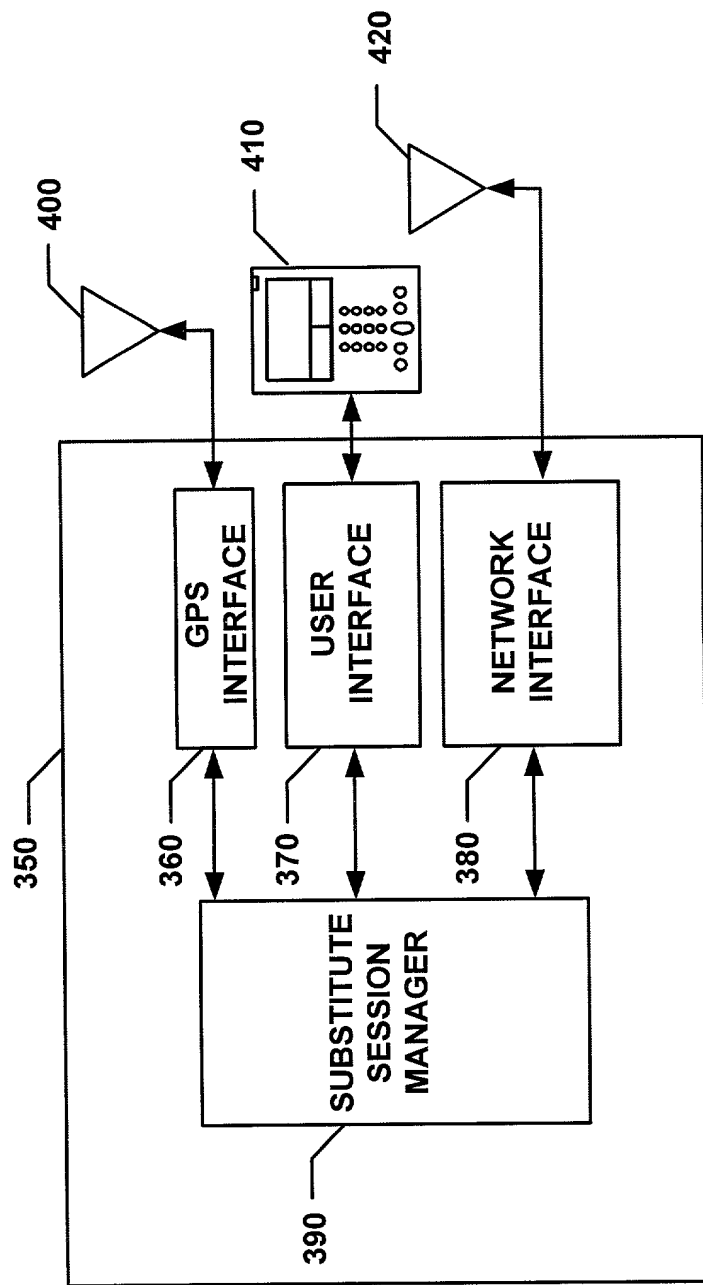 350
360
GPS
INTERFACE
400
370
USER
INTERFACE
410
380
NETWORK
INTERFACE
420
390
SUBSTITUTE
SESSION
MANAGER